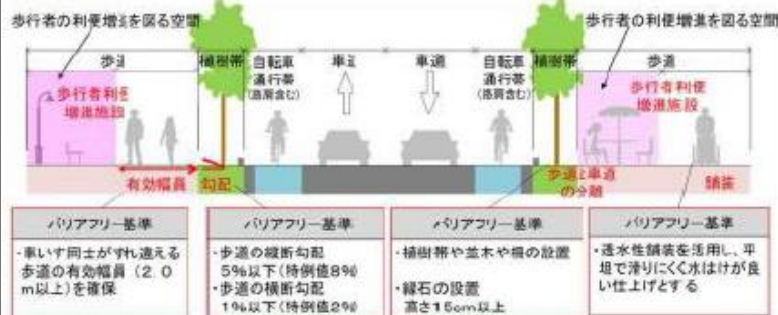 歩行者の利便増進を図る空間
歩行者の利便増進を図る空間
歩道
植樹帯
自転車
通行帯
(路肩含む)
車道
車道
自転車
通行帯
(路肩含む)
植樹帯
歩道
歩行者利便
増進施設
歩行者利便
増進施設
有効幅員
勾配
歩道と車道
の分離
舗装
バリアフリー基準
・車いす同士がすれ違える
歩道の有効幅員(2.0
m以上)を確保
バリアフリー基準
・歩道の縦断勾配
5%以下(特例値8%)
・歩道の横断勾配
1%以下(特例値2%)
バリアフリー基準
・植樹帯や並木や柵の設置
・縁石の設置
高さ15cm以上
バリアフリー基準
・透水性舗装を活用し、平
坦で滑りにくく水はけが良
い仕上げとする